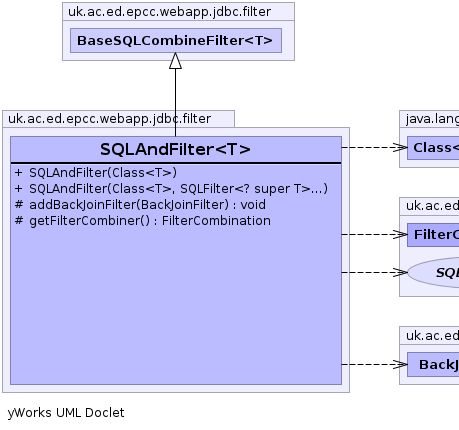 uk.ac.ed.epcc.webapp.jdbc.filter
BaseSQLCombineFilter<T>
uk.ac.ed.epcc.webapp.jdbc.filter
SQLAndFilter<T>
+ SQLAndFilter(Class<T>)
+ SQLAndFilter(Class<T>, SQLFilter<? super T>...)
# addBackJoinFilter(BackJoinFilter) : void
# getFilterCombiner() : FilterCombination
java.lang
Class<
uk.ac.ed
FilterC
SQL
uk.ac.ed
BackJ
yWorks UML Doclet